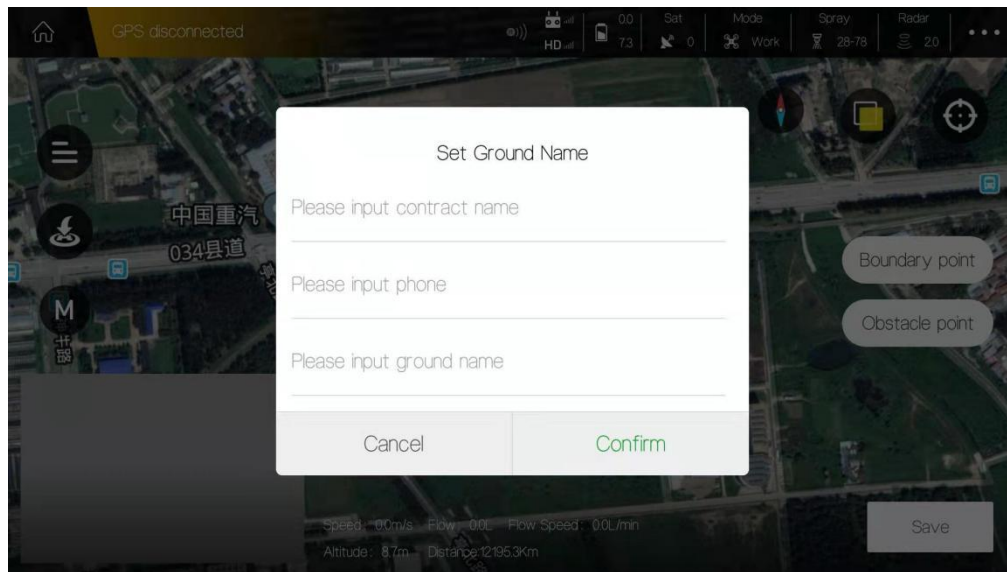 GPS disconnected
HD
0.0
7.3
Sat
0
Mode
Work
Spray
28-78
Radar
2.0
Set Ground Name
Please input contract name
Please input phone
Please input ground name
Cancel
Confirm
中国重汽
034县道
M
Boundary point
Obstacle point
Speed: 0.0m/s Flow: 0.0L Flow Speed: 0.0L/min
Altitude: 8.7m Distance:12195.3Km
Save